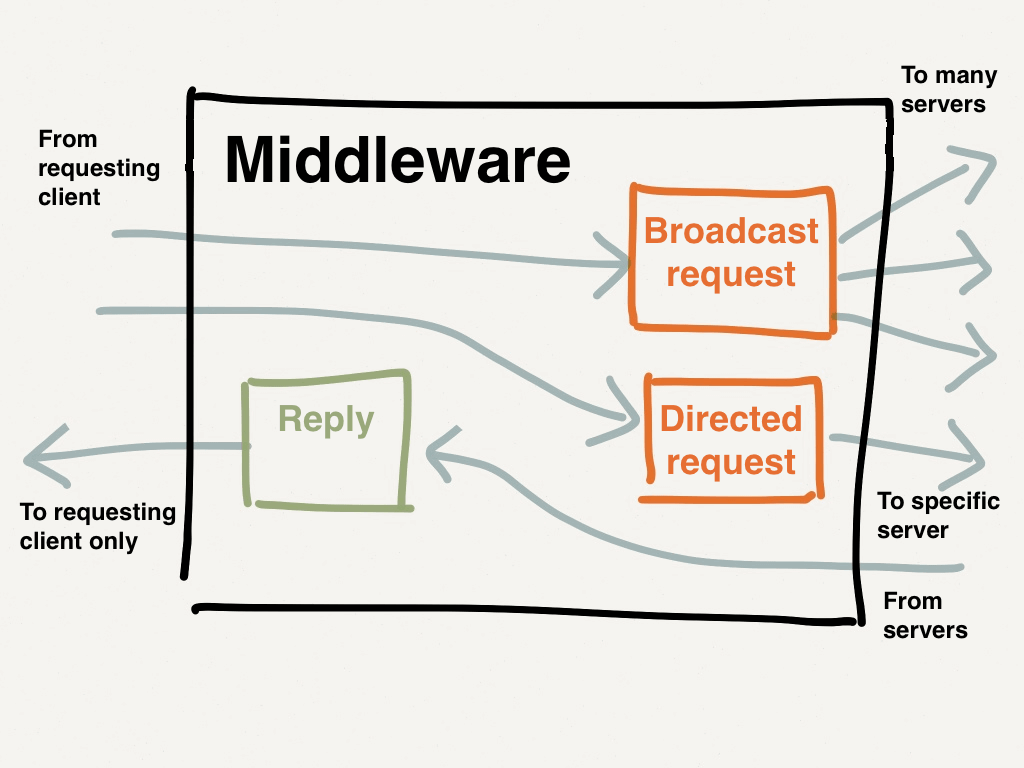 To many
servers
From
requesting
client
Middleware
Broadcast
request
Reply
Directed
request
To requesting
client only
To specific
server
From
servers